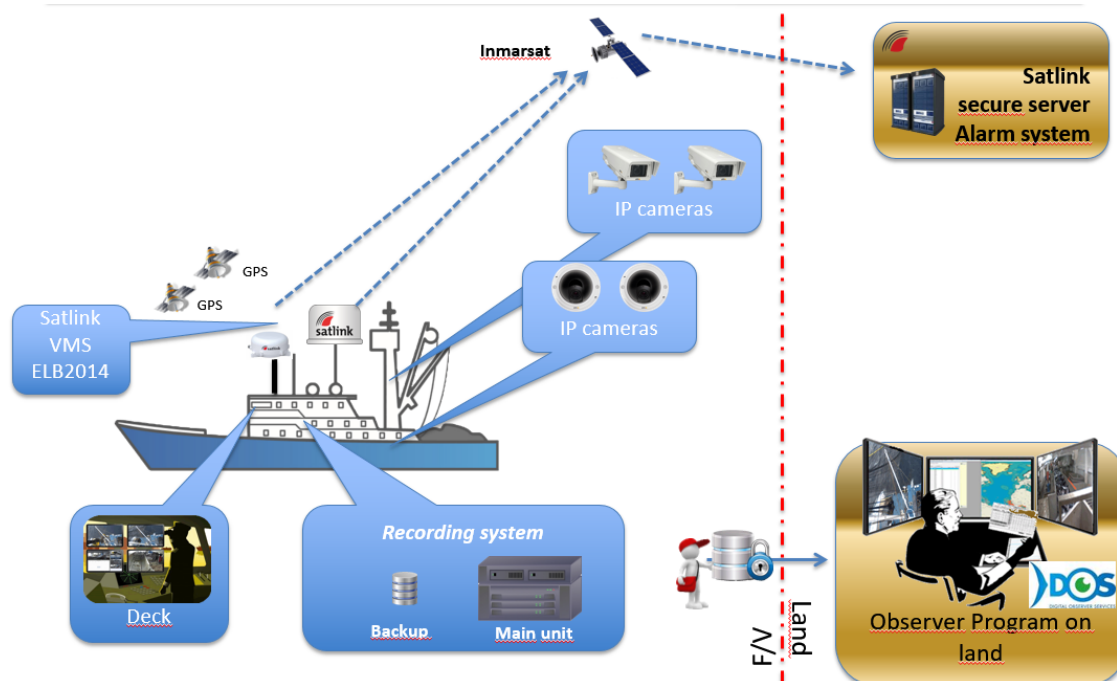 Inmarsat
Satlink
secure server
Alarm system
IP cameras
GPS
GPS
IP cameras
Satlink
VMS
ELB2014
satlink
Recording system
Deck
Backup
Main unit
F/V
Land
DOS
DIGITAL OBSERVER SERVICES
Observer Program on
land